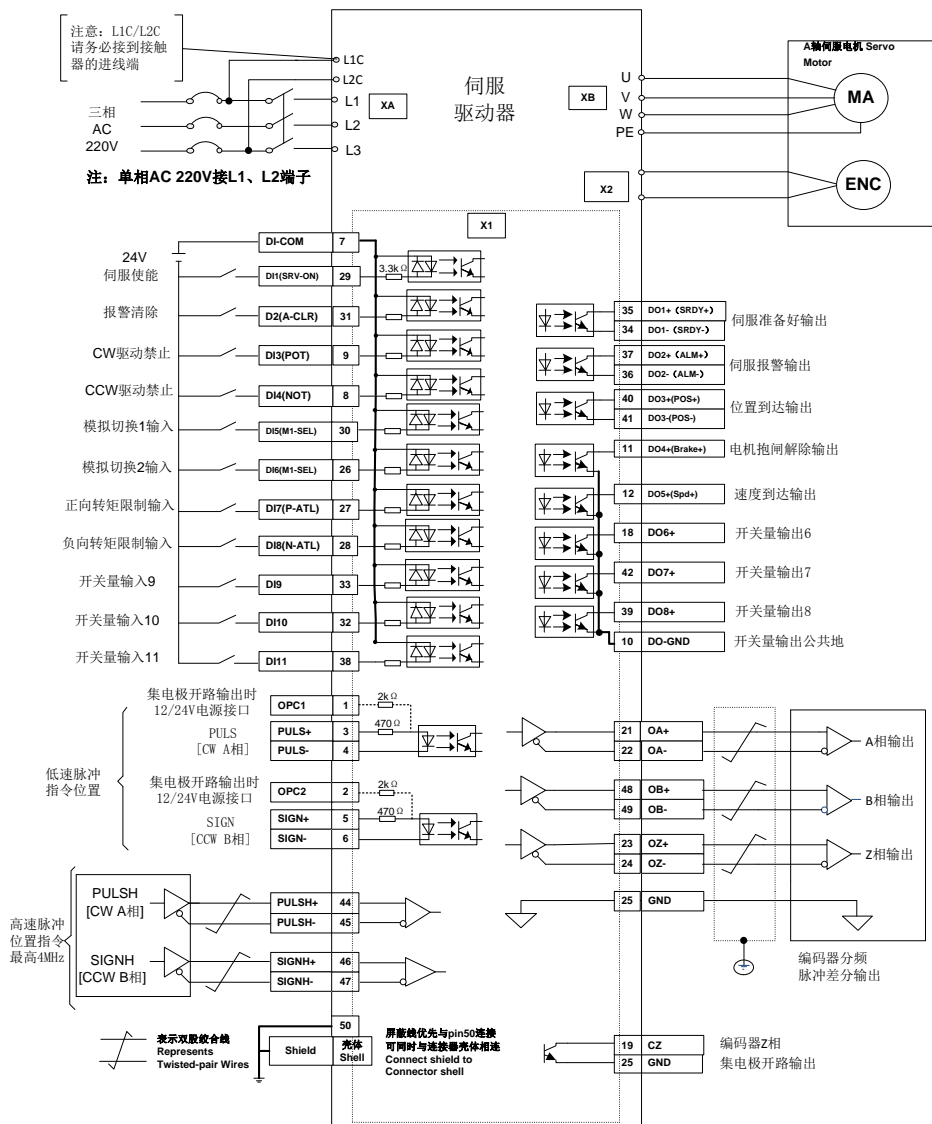 注意: L1C/L2C
请务必接到接触
器的进线端
L1C
L2C
L1
L2
L3
三相
AC
220V
注: 单相AC 220V接L1、L2端子
XA
伺服
驱动器
XB
U
V
W
PE
A轴伺服电机 Servo
Motor
MA
X2
ENC
X1
24V
DI-COM 7
伺服使能 DI1(SRV-ON) 29 3.3kΩ
报警清除 D2(A-CLR) 31
CW驱动禁止 DI3(POT) 9
CCW驱动禁止 DI4(NOT) 8
模拟切换1输入 DI5(M1-SEL) 30
模拟切换2输入 DI6(M1-SEL) 26
正向转矩限制输入 DI7(P-ATL) 27
负向转矩限制输入 DI8(N-ATL) 28
开关量输入9 DI9 33
开关量输入10 DI10 32
开关量输入11 DI11 38
35 DO1+（SRDY+） 伺服准备好输出
34 DO1-（SRDY-）
37 DO2+（ALM+） 伺服报警输出
36 DO2-（ALM-）
40 DO3+(POS+) 位置到达输出
41 DO3-(POS-)
11 DO4+(Brake+) 电机抱闸解除输出
12 DO5+(Spd+) 速度到达输出
18 DO6+ 开关量输出6
42 DO7+ 开关量输出7
39 DO8+ 开关量输出8
10 DO-GND 开关量输出公共地
低速脉冲
指令位置
集电极开路输出时
12/24V电源接口
OPC1 1 2kΩ
PULS
[CW A相]
PULS+ 3 470Ω
PULS- 4
集电极开路输出时
12/24V电源接口
OPC2 2 2kΩ
SIGN
[CCW B相]
SIGN+ 5 470Ω
SIGN- 6
高速脉冲
位置指令
最高4MHz
PULSH
[CW A相]
PULSH+ 44
PULSH- 45
SIGNH
[CCW B相]
SIGNH+ 46
SIGNH- 47
21 OA+ A相输出
22 OA-
48 OB+ B相输出
49 OB-
23 OZ+ Z相输出
24 OZ-
25 GND
编码器分频
脉冲差分输出
表示双股绞合线
Represents
Twisted-pair Wires
50
Shield 壳体
Shell
屏蔽线优先与pin50连接
可同时与连接器壳体相连
Connect shield to
Connector shell
19 CZ 编码器Z相
25 GND 集电极开路输出